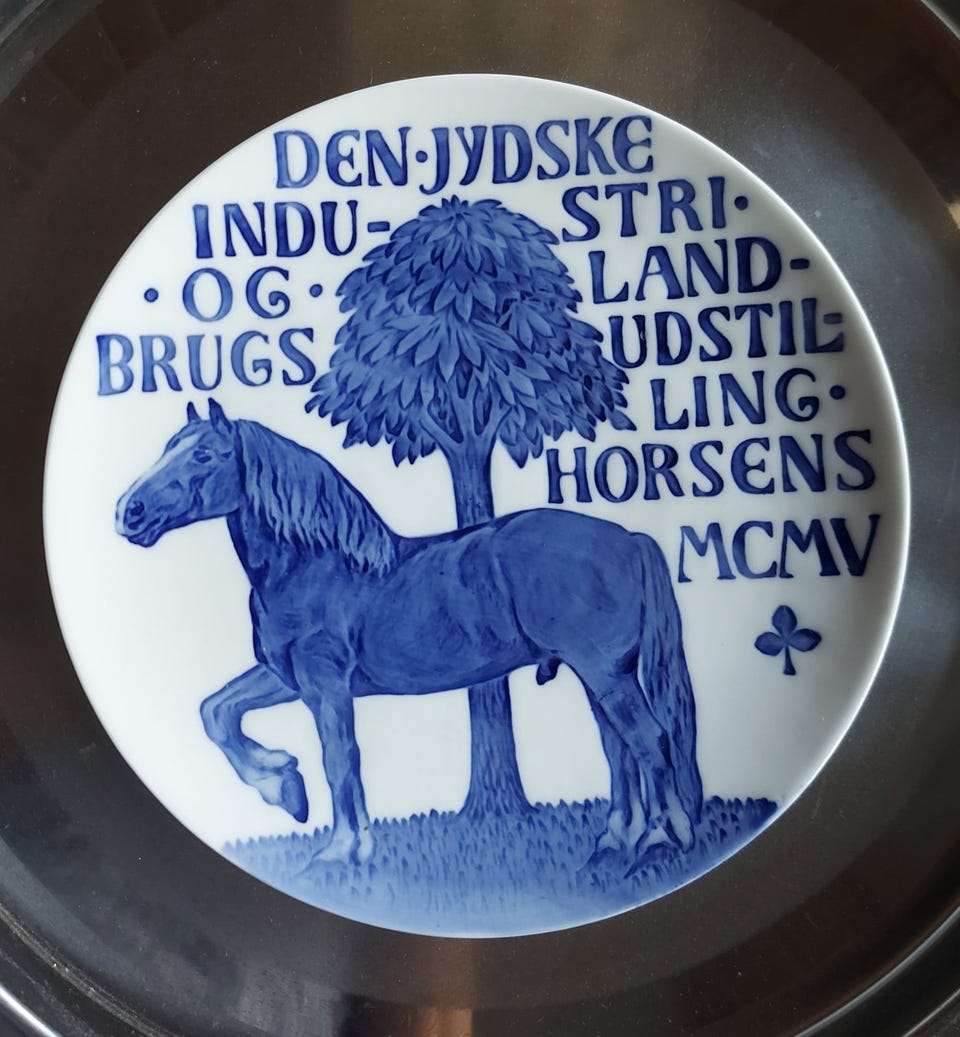 DEN·JYDSKE
INDU- STRI·
·OG· LAND-
BRUGS UDSTIL-
LING·
HORSENS
MCMV